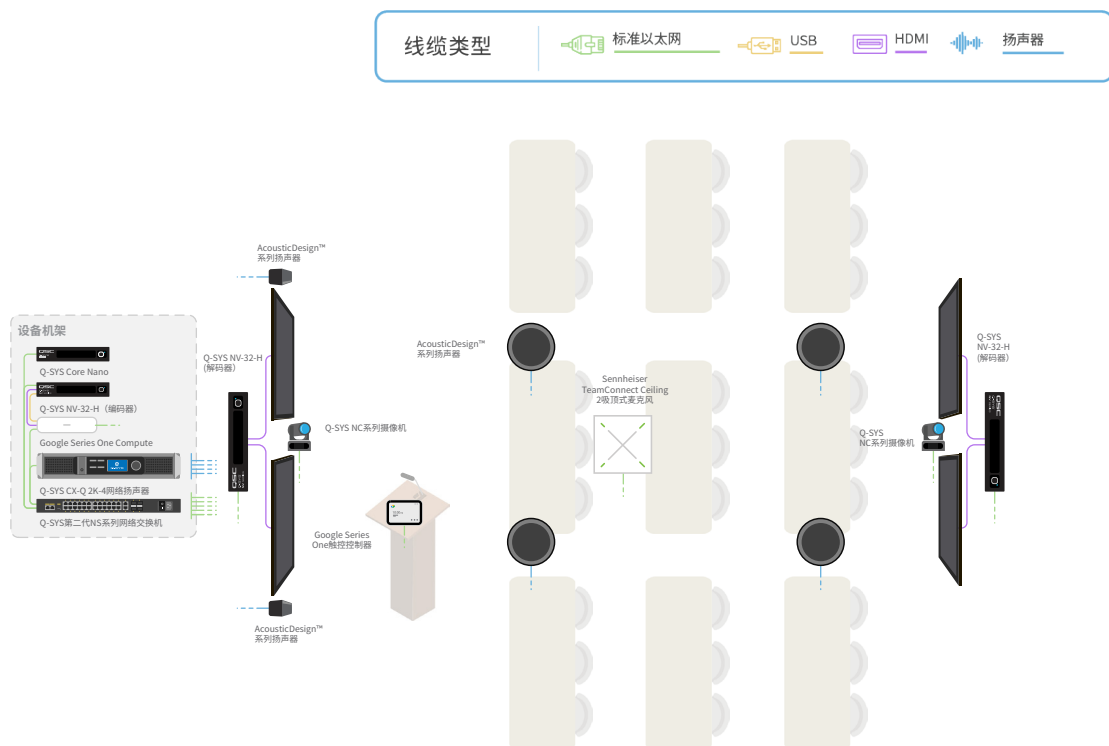 线缆类型
标准以太网
USB
HDMI
扬声器
AcousticDesign™
系列扬声器
设备机架
Q-SYS Core Nano
Q-SYS NV-32-H（编码器）
Google Series One Compute
Q-SYS CX-Q 2K-4网络扬声器
Q-SYS第二代NS系列网络交换机
Q-SYS NV-32-H
(解码器)
Q-SYS NC系列摄像机
AcousticDesign™
系列扬声器
Google Series
One触控控制器
AcousticDesign™
系列扬声器
Sennheiser
TeamConnect Ceiling
2吸顶式麦克风
Q-SYS
NV-32-H
(解码器)
Q-SYS
NC系列摄像机
QSC
QSC
QSC
QSC